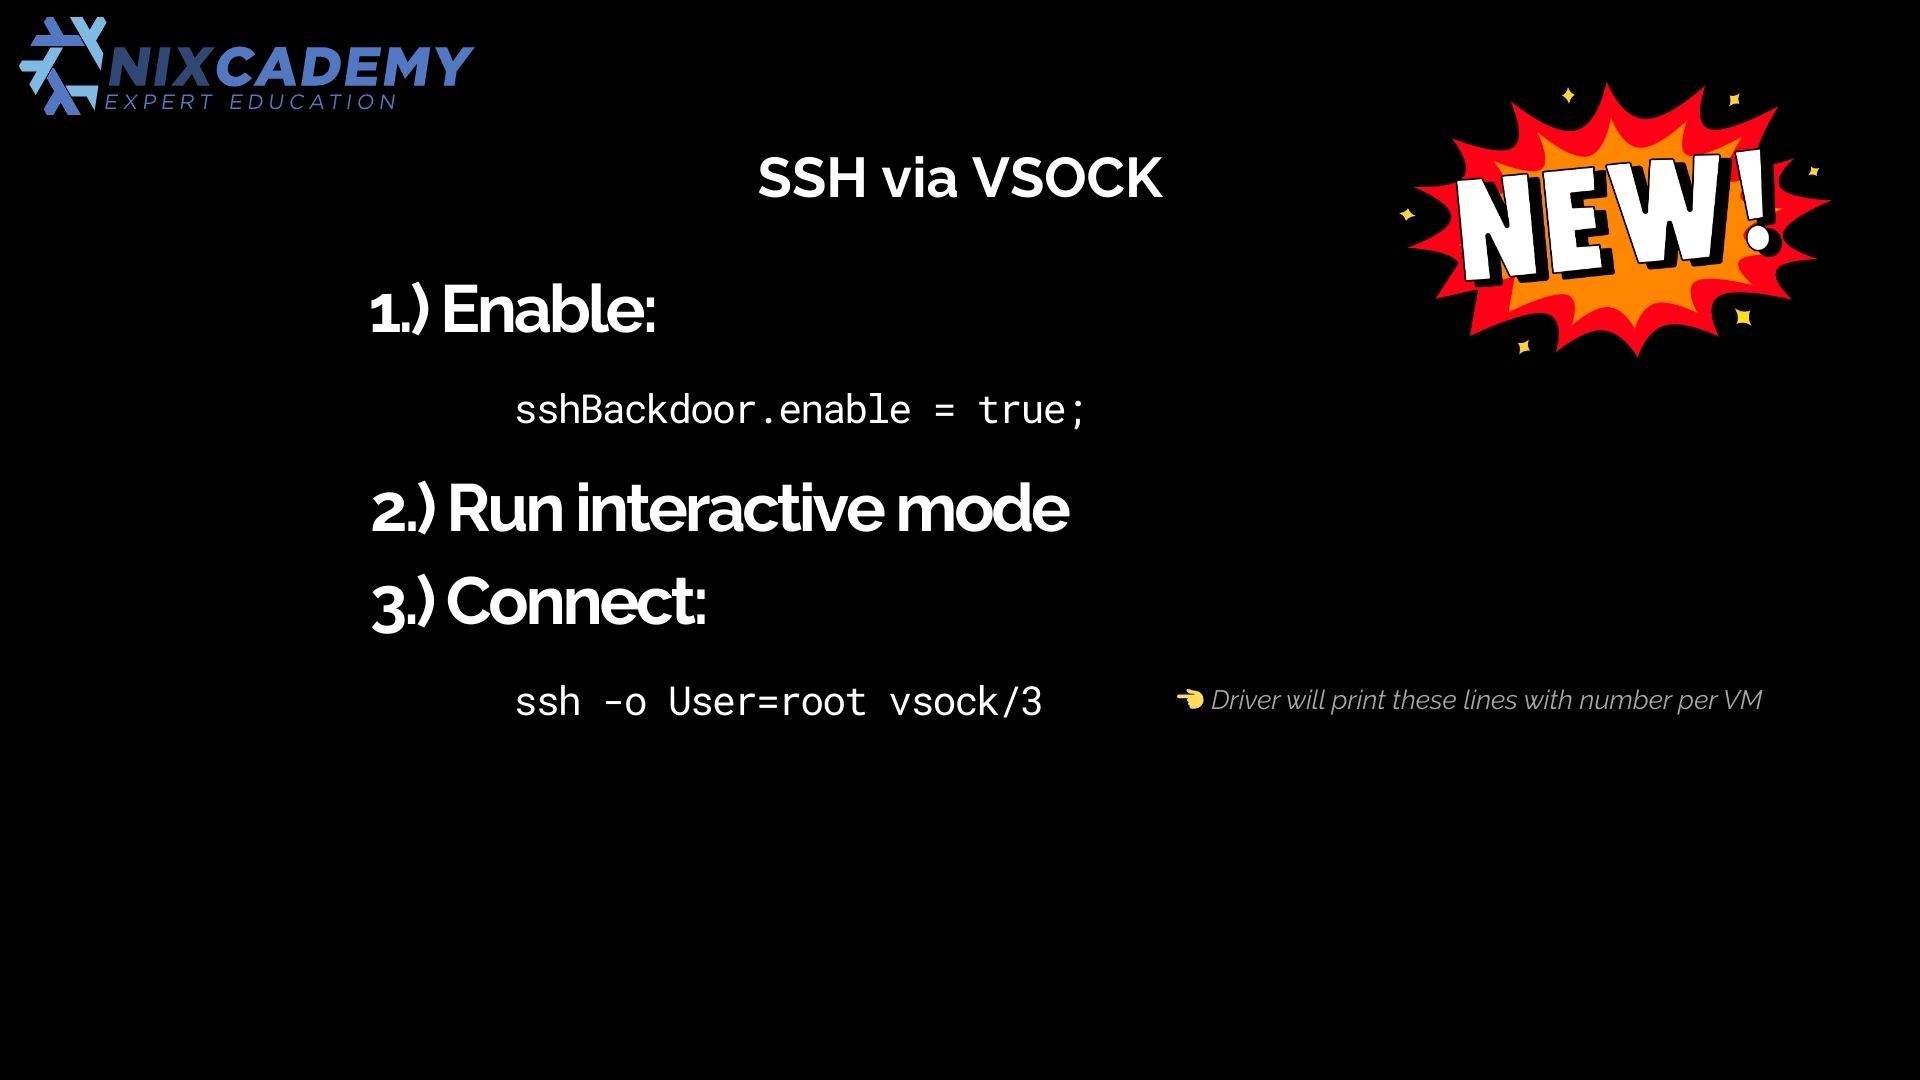 NIXCADEMY
EXPERT EDUCATION
SSH via VSOCK
NEW!
1.) Enable:
sshBackdoor.enable = true;
2.) Run interactive mode
3.) Connect:
ssh -o User=root vsock/3
👈 Driver will print these lines with number per VM